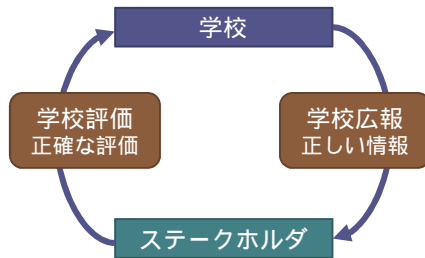 学校
学校評価
正確な評価
学校広報
正しい情報
ステークホルダ